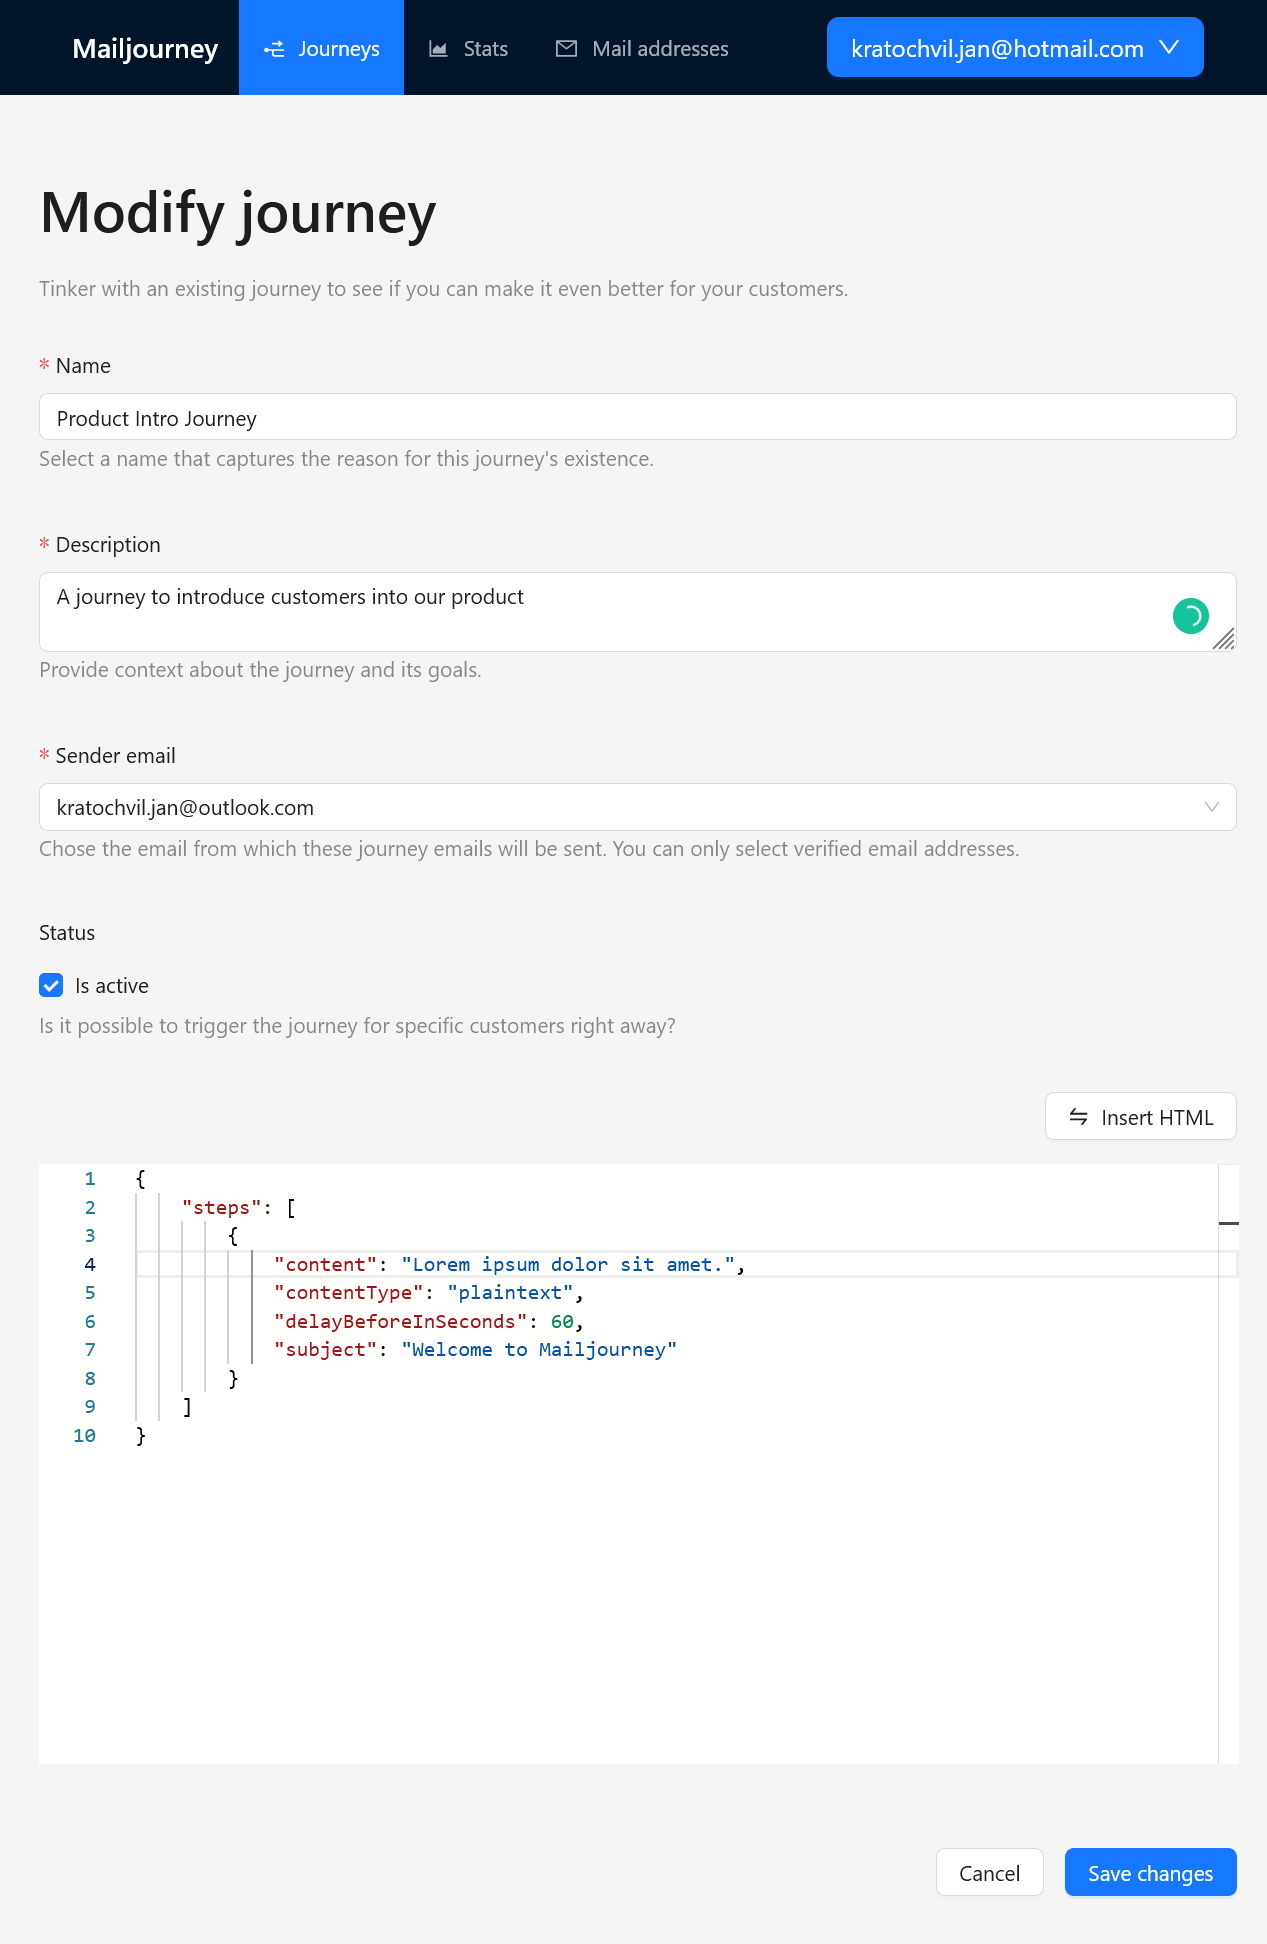 Mailjourney
Journeys
Stats
Mail addresses
kratochvil.jan@hotmail.com
Modify journey
Tinker with an existing journey to see if you can make it even better for your customers.
* Name
Product Intro Journey
Select a name that captures the reason for this journey's existence.
* Description
A journey to introduce customers into our product
Provide context about the journey and its goals.
* Sender email
kratochvil.jan@outlook.com
Chose the email from which these journey emails will be sent. You can only select verified email addresses.
Status
Is active
Is it possible to trigger the journey for specific customers right away?
Insert HTML
1 {
2 "steps": [
3 {
4 "content": "Lorem ipsum dolor sit amet.",
5 "contentType": "plaintext",
6 "delayBeforeInSeconds": 60,
7 "subject": "Welcome to Mailjourney"
8 }
9 ]
10 }
Cancel
Save changes